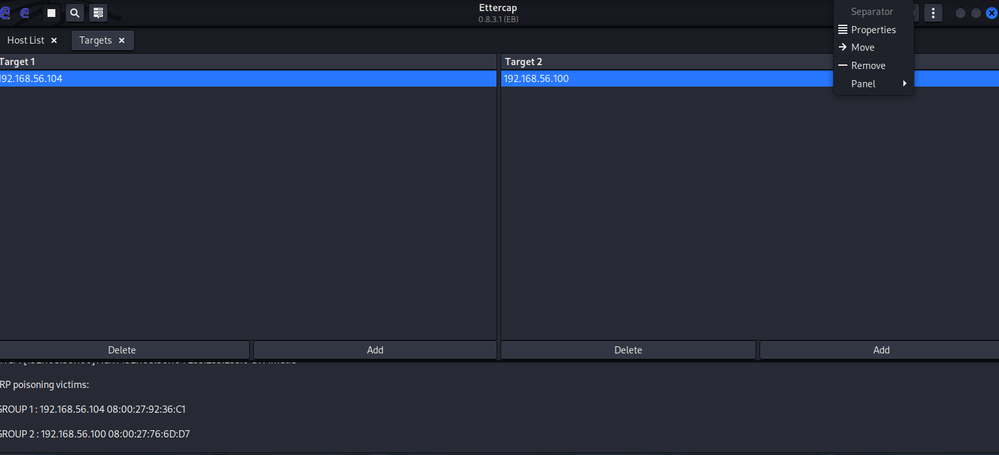 Ettercap
0.8.3.1 (EB)
Separator
Properties
Move
Remove
Panel
Host List
Targets
Target 1
Target 2
192.168.56.104
192.168.56.100
Delete
Add
Delete
Add
RP poisoning victims:
GROUP 1 : 192.168.56.104 08:00:27:92:36:C1
GROUP 2 : 192.168.56.100 08:00:27:76:6D:D7